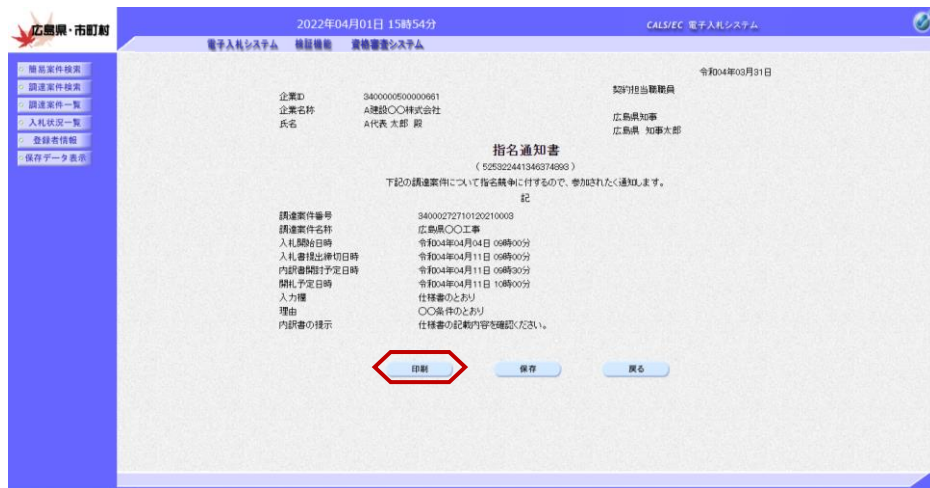 広島県・市町村
2022年04月01日 15時54分
CALS/EC 電子入札システム
電子入札システム 検証機能 資格審査システム
簡易案件検索
調達案件検索
調達案件一覧
入札状況一覧
登録者情報
保存データ表示
令和04年03月31日
契約担当職職員
企業ID 3400000500000661
企業名称 A建設〇〇株式会社
氏名 A代表 太郎 殿
広島県知事
広島県 知事太郎
指名通知書
( 525322441346374893 )
下記の調達案件について指名競争に付するので、参加されたく通知します。
記
調達案件番号 34000272710120210003
調達案件名称 広島県〇〇工事
入札開始日時 令和04年04月04日 09時00分
入札書提出締切日時 令和04年04月11日 09時00分
内訳書開封予定日時 令和04年04月11日 09時30分
開札予定日時 令和04年04月11日 10時00分
入力欄 仕様書のとおり
理由 〇〇条件のとおり
内訳書の提示 仕様書の記載内容を確認ください。
印刷 保存 戻る